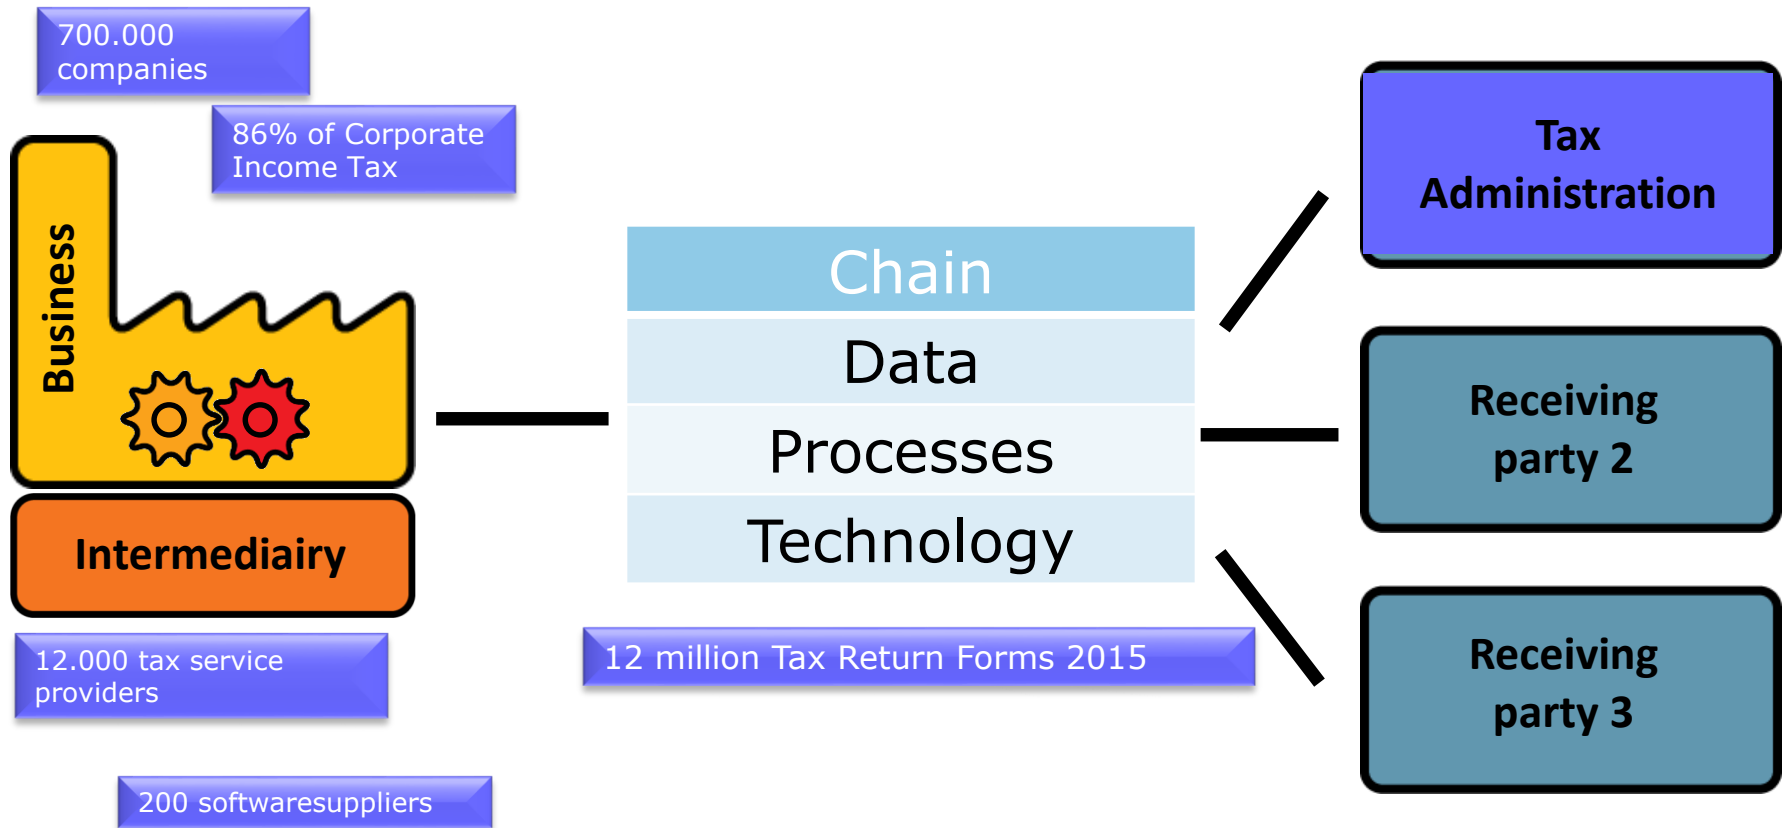 700.000
companies
86% of Corporate
Income Tax
Business
Intermediairy
12.000 tax service
providers
200 softwaresuppliers
Chain
Data
Processes
Technology
12 million Tax Return Forms 2015
Tax
Administration
Receiving
party 2
Receiving
party 3